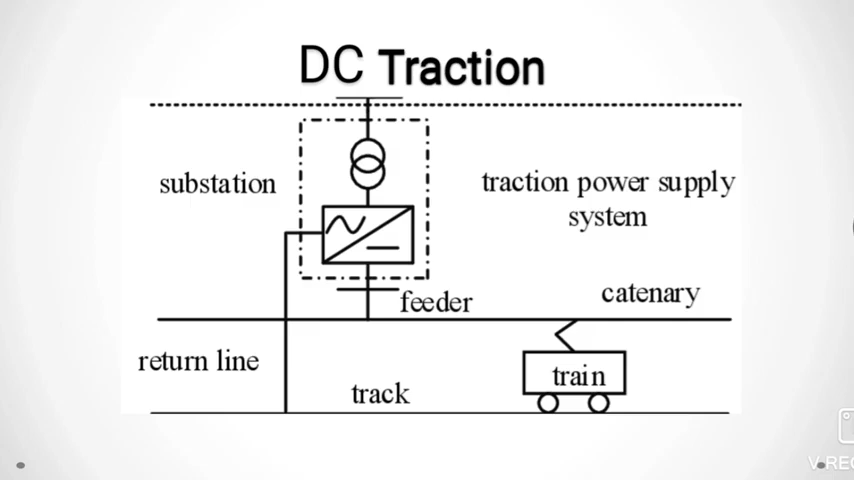 DC Traction
substation
traction power supply
system
feeder
catenary
return line
train
track